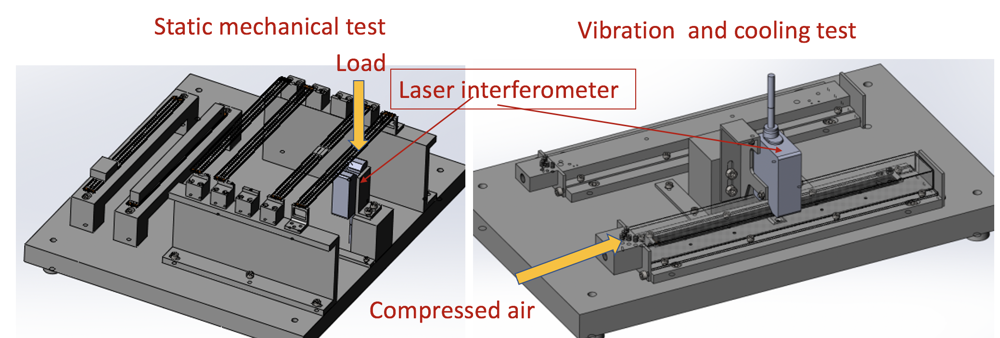 Static mechanical test
Vibration  and cooling test
Load
Laser interferometer
Compressed air